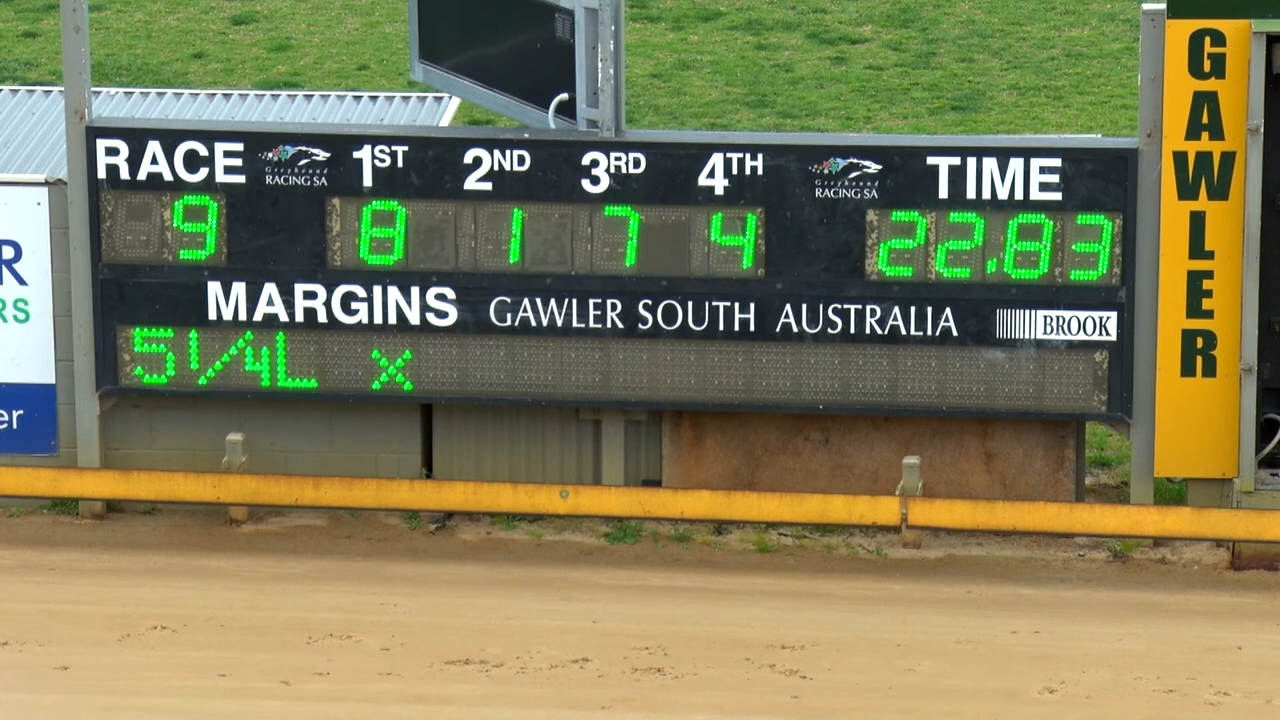 RACE Greyhound RACING SA 1ST 2ND 3RD 4TH Greyhound RACING SA TIME
9 8 1 7 4 22.83
MARGINS GAWLER SOUTH AUSTRALIA BROOK
5 1/4L X
GAWLER
R
RS
er